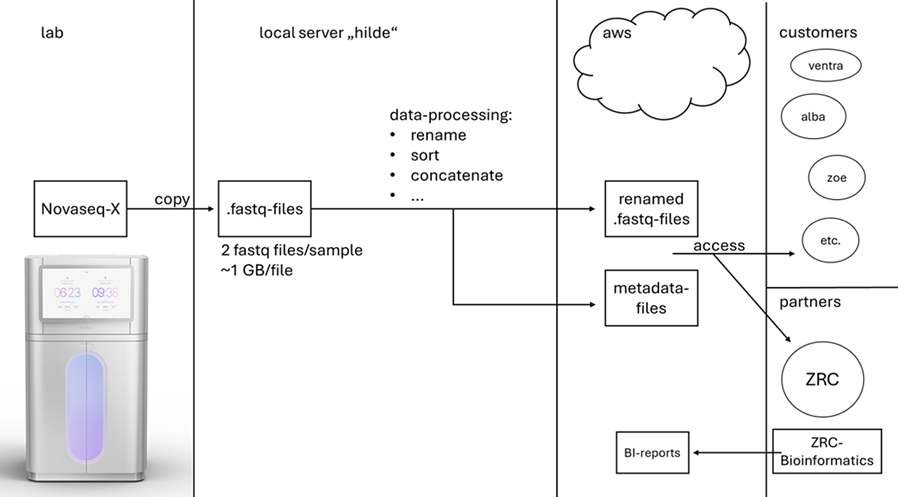 lab
local server „hilde“
aws
customers
ventra
alba
zoe
etc.
data-processing:
• rename
• sort
• concatenate
• ...
Novaseq-X
copy
.fastq-files
2 fastq files/sample
~1 GB/file
renamed
.fastq-files
access
metadata-
files
partners
ZRC
ZRC-
Bioinformatics
BI-reports
06:23
09:38